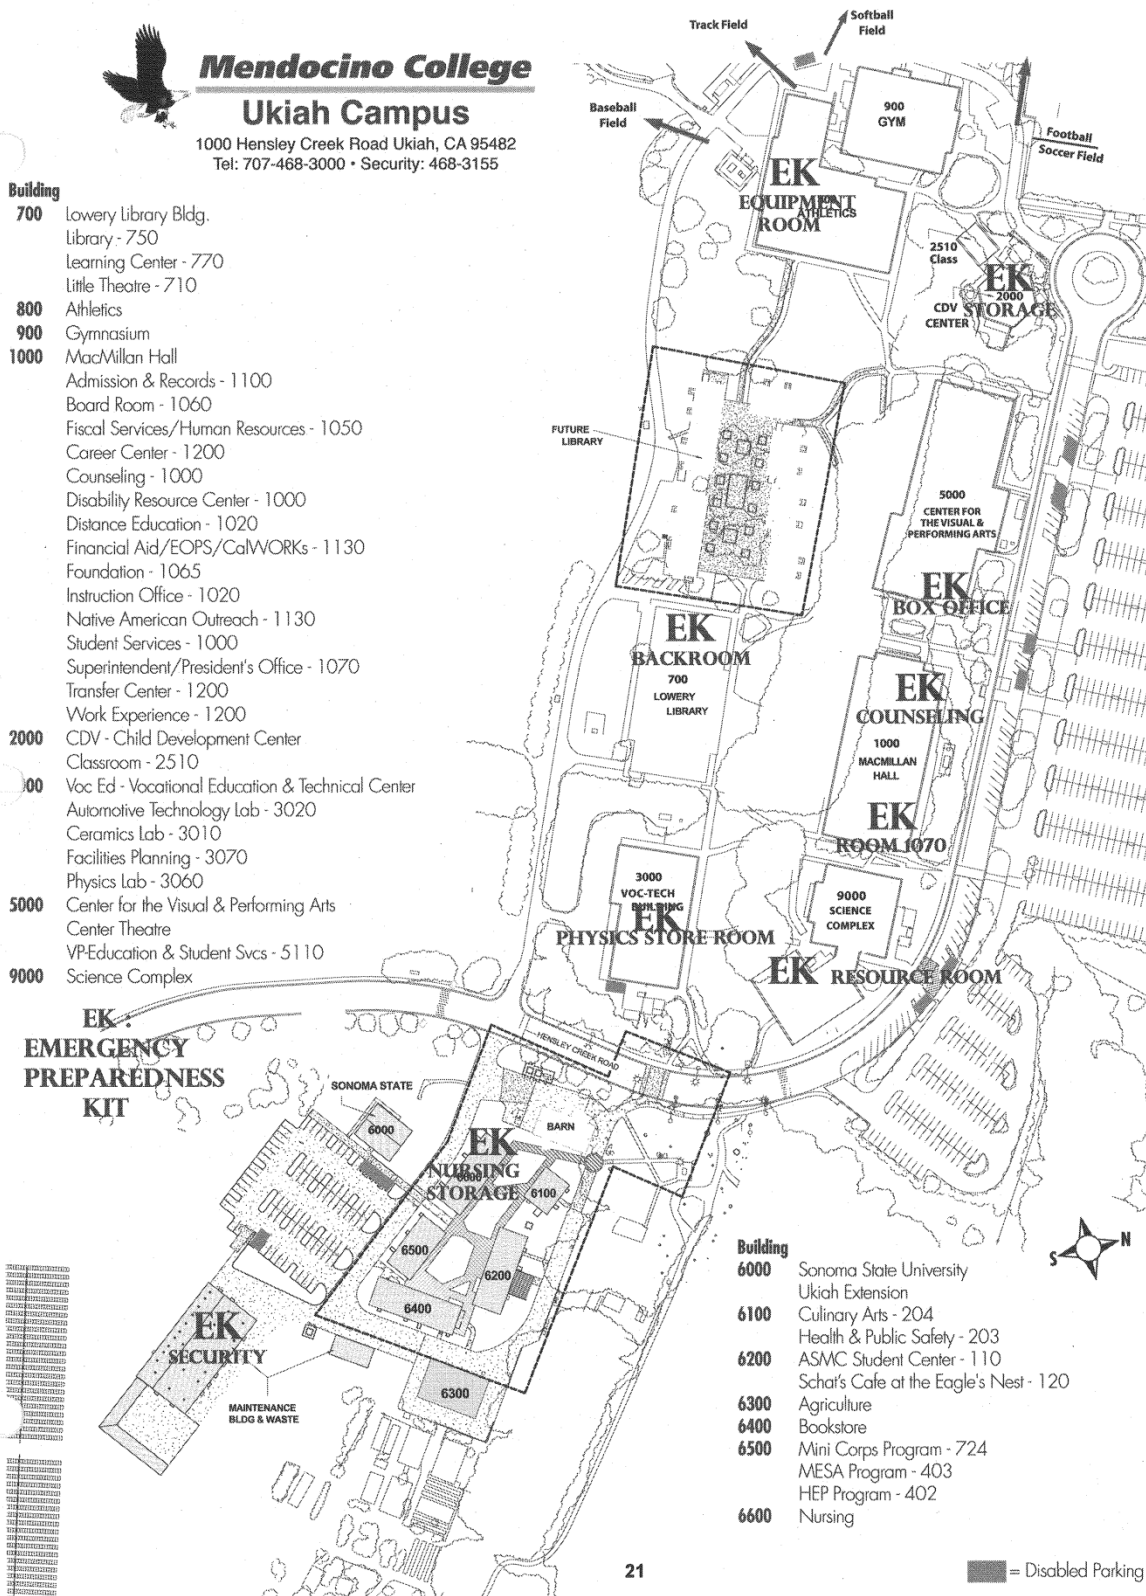 Mendocino College
Ukiah Campus
1000 Hensley Creek Road Ukiah, CA 95482
Tel: 707-468-3000 • Security: 468-3155
Building
700 Lowery Library Bldg.
Library - 750
Learning Center - 770
Little Theatre - 710
800 Athletics
900 Gymnasium
1000 MacMillan Hall
Admission & Records - 1100
Board Room - 1060
Fiscal Services/Human Resources - 1050
Career Center - 1200
Counseling - 1000
Disability Resource Center - 1000
Distance Education - 1020
Financial Aid/EOPS/CalWORKs - 1130
Foundation - 1065
Instruction Office - 1020
Native American Outreach - 1130
Student Services - 1000
Superintendent/President's Office - 1070
Transfer Center - 1200
Work Experience - 1200
2000 CDV - Child Development Center
Classroom - 2510
00 Voc Ed - Vocational Education & Technical Center
Automotive Technology Lab - 3020
Ceramics Lab - 3010
Facilities Planning - 3070
Physics Lab - 3060
5000 Center for the Visual & Performing Arts
Center Theatre
VP-Education & Student Svcs - 5110
9000 Science Complex
EK :
EMERGENCY
PREPAREDNESS
KIT
Track Field
Softball
Field
Baseball
Field
900
GYM
Football
Soccer Field
EK
EQUIPMENT
ROOM
ATHLETICS
2510
Class
EK
2000
STORAGE
CDV
CENTER
FUTURE
LIBRARY
5000
CENTER FOR
THE VISUAL &
PERFORMING ARTS
EK
BOX OFFICE
EK
BACKROOM
700
LOWERY
LIBRARY
EK
COUNSELING
1000
MACMILLAN
HALL
EK
ROOM 1070
3000
VOC-TECH
BUILDING
EK
PHYSICS STORE ROOM
9000
SCIENCE
COMPLEX
EK RESOURCE ROOM
HENSLEY CREEK ROAD
SONOMA STATE
6000
BARN
EK
NURSING
STORAGE
6100
6500
6200
6400
6300
EK
SECURITY
MAINTENANCE
BLDG & WASTE
S N
Building
6000 Sonoma State University
Ukiah Extension
6100 Culinary Arts - 204
Health & Public Safety - 203
6200 ASMC Student Center - 110
Schat's Cafe at the Eagle's Nest - 120
6300 Agriculture
6400 Bookstore
6500 Mini Corps Program - 724
MESA Program - 403
HEP Program - 402
6600 Nursing
21
= Disabled Parking